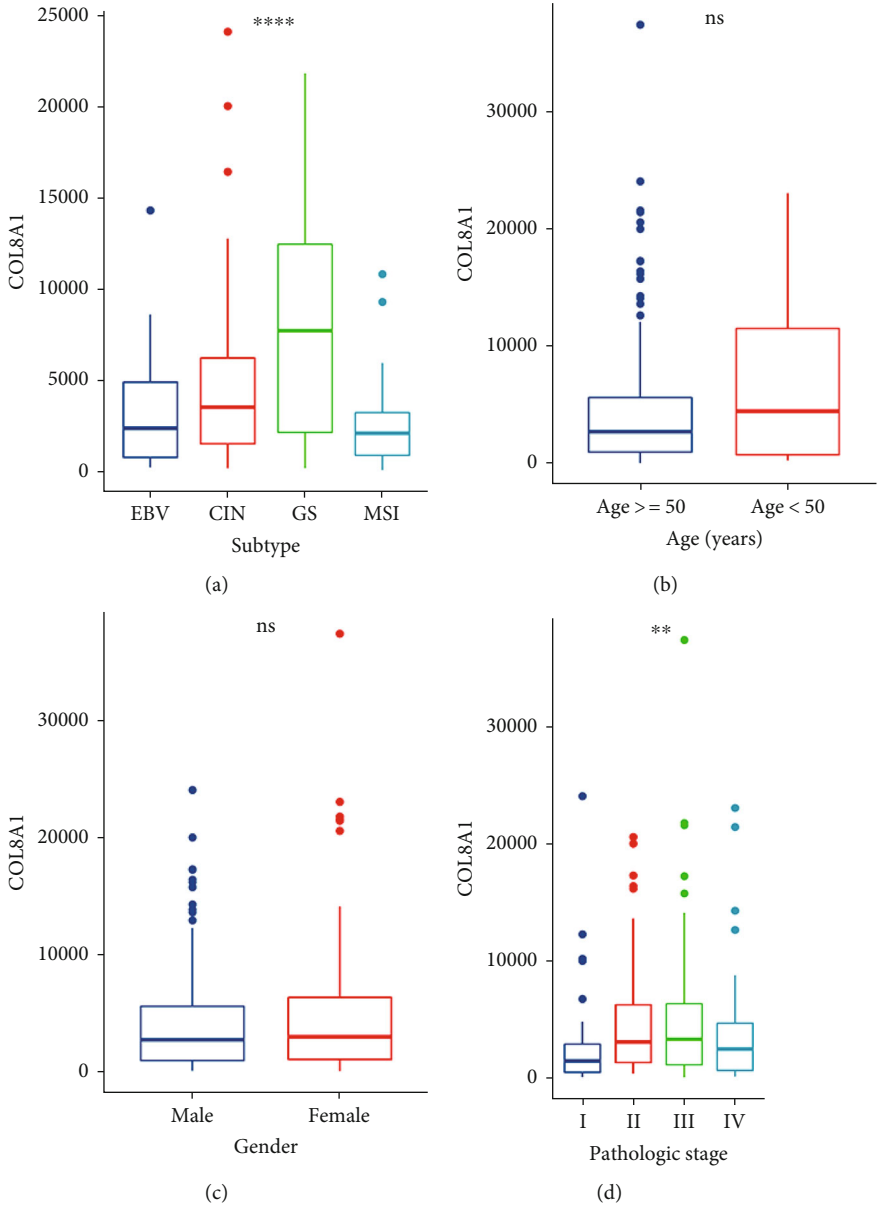 25000
20000
15000
10000
5000
0
COL8A1
****
EBV CIN GS MSI
Subtype
(a)
30000
20000
10000
0
COL8A1
ns
Age >= 50 Age < 50
Age (years)
(b)
30000
20000
10000
0
COL8A1
ns
Male Female
Gender
(c)
30000
20000
10000
0
COL8A1
**
I II III IV
Pathologic stage
(d)